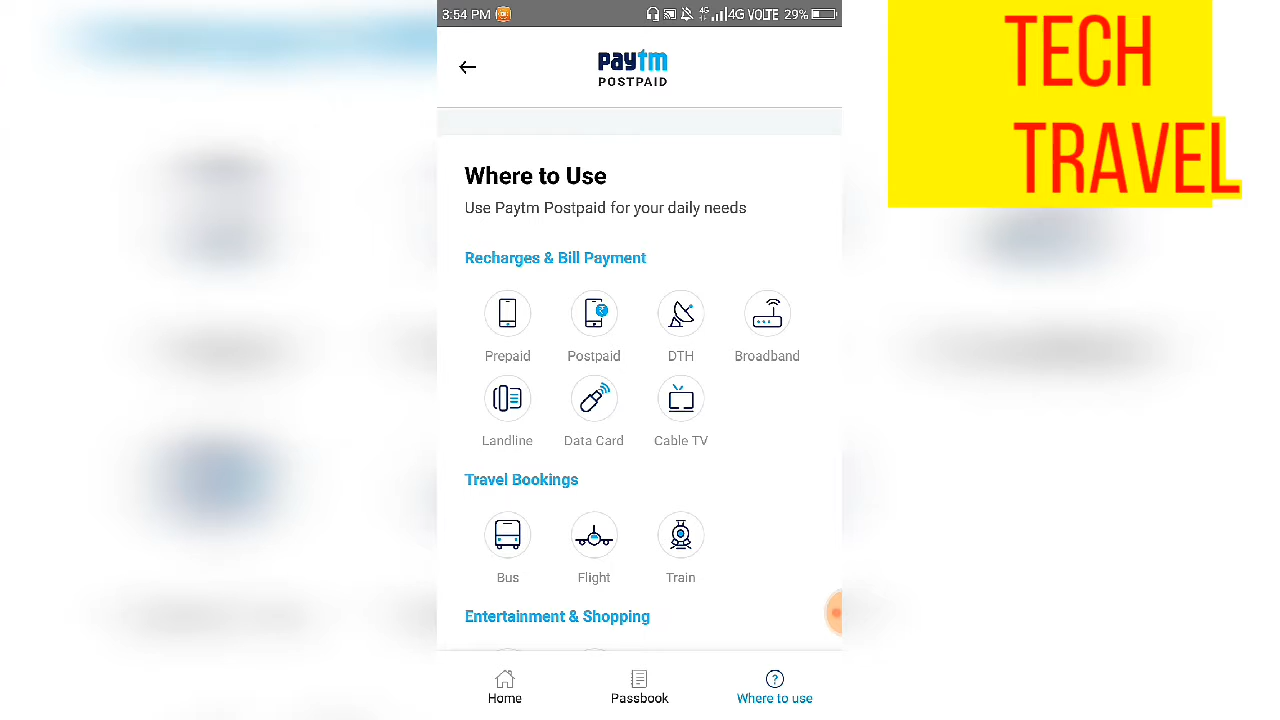 3:54 PM 4G 4G VOLTE 29%
TECH
TRAVEL
paytm
POSTPAID
Where to Use
Use Paytm Postpaid for your daily needs
Recharges & Bill Payment
Prepaid Postpaid DTH Broadband
Landline Data Card Cable TV
Travel Bookings
Bus Flight Train
Entertainment & Shopping
Home Passbook Where to use